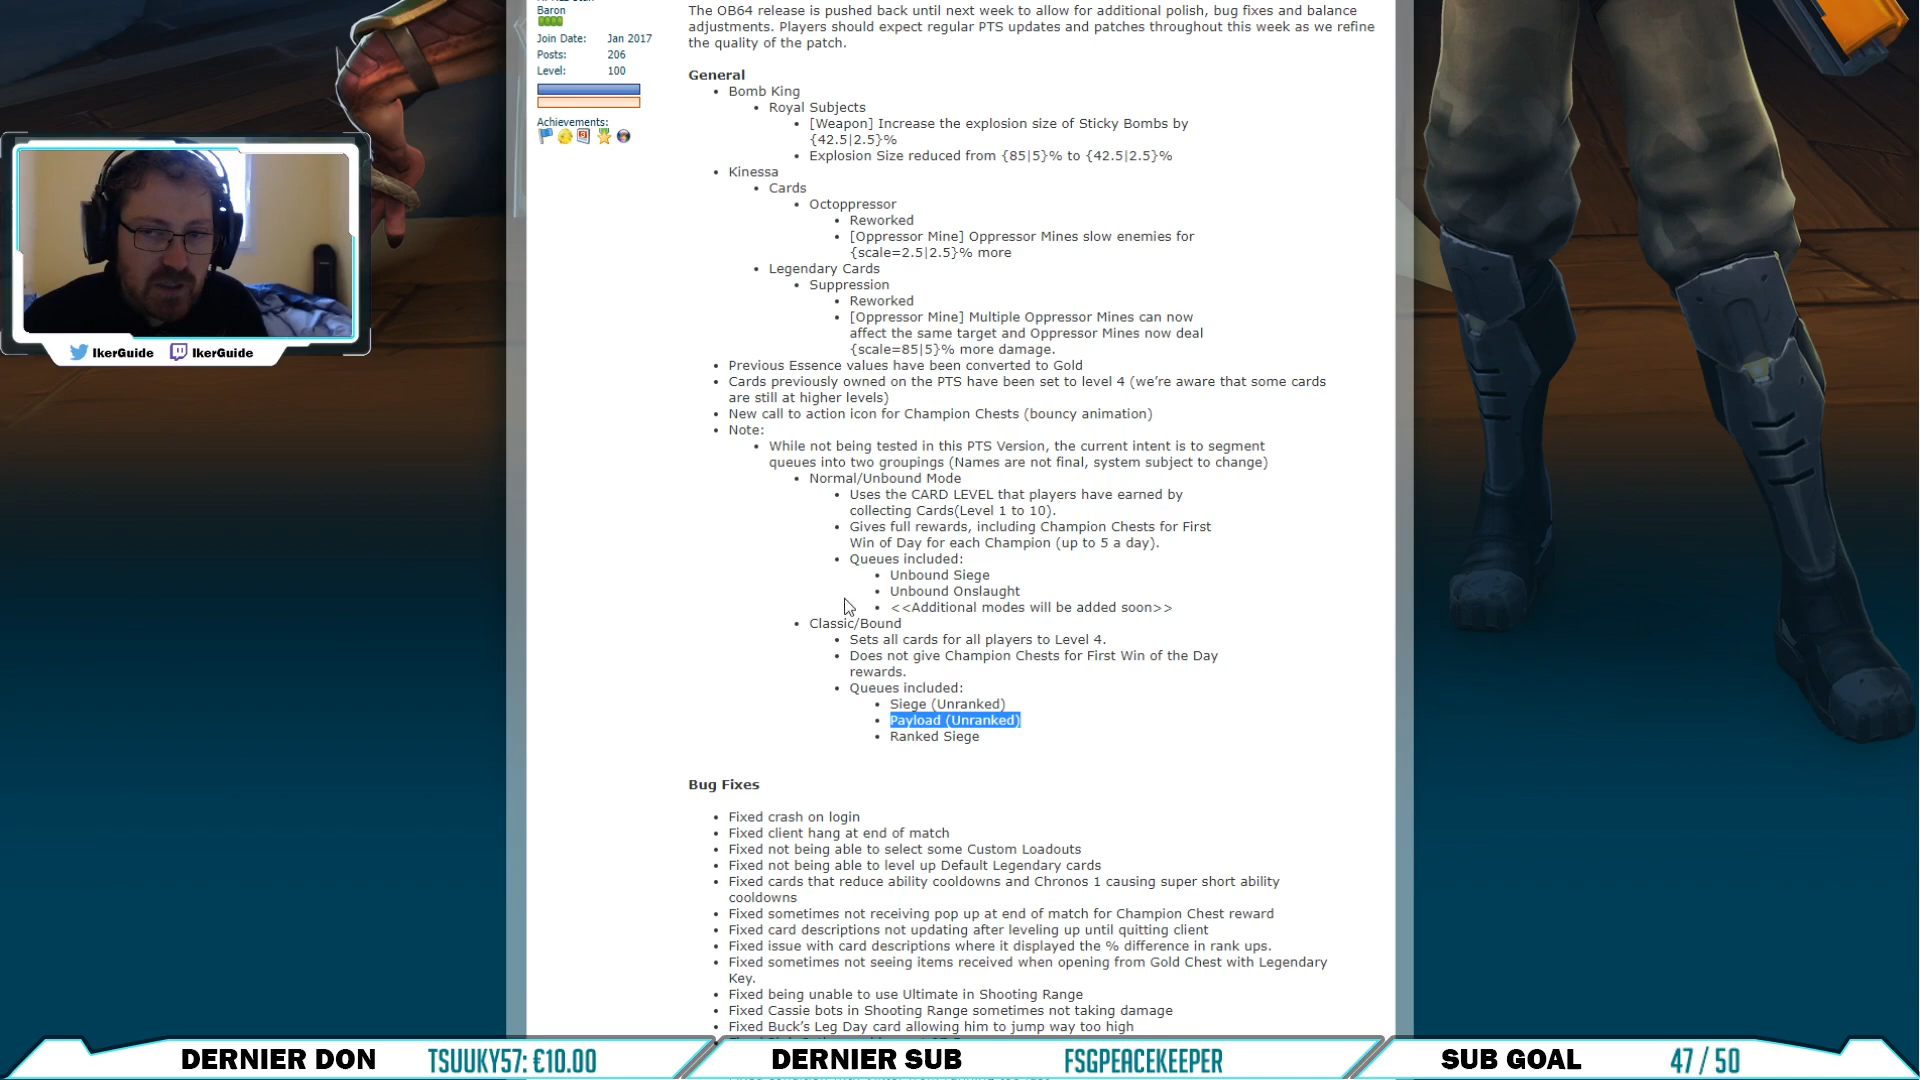 Baron
Join Date: Jan 2017
Posts: 206
Level: 100
Achievements:
The OB64 release is pushed back until next week to allow for additional polish, bug fixes and balance
adjustments. Players should expect regular PTS updates and patches throughout this week as we refine
the quality of the patch.
General
Bomb King
Royal Subjects
[Weapon] Increase the explosion size of Sticky Bombs by
{42.5|2.5}%
Explosion Size reduced from {85|5}% to {42.5|2.5}%
Kinessa
Cards
Octoppressor
Reworked
[Oppressor Mine] Oppressor Mines slow enemies for
{scale=2.5|2.5}% more
Legendary Cards
Suppression
Reworked
[Oppressor Mine] Multiple Oppressor Mines can now
affect the same target and Oppressor Mines now deal
{scale=85|5}% more damage.
Previous Essence values have been converted to Gold
Cards previously owned on the PTS have been set to level 4 (we’re aware that some cards
are still at higher levels)
New call to action icon for Champion Chests (bouncy animation)
Note:
While not being tested in this PTS Version, the current intent is to segment
queues into two groupings (Names are not final, system subject to change)
Normal/Unbound Mode
Uses the CARD LEVEL that players have earned by
collecting Cards(Level 1 to 10).
Gives full rewards, including Champion Chests for First
Win of Day for each Champion (up to 5 a day).
Queues included:
Unbound Siege
Unbound Onslaught
<<Additional modes will be added soon>>
Classic/Bound
Sets all cards for all players to Level 4.
Does not give Champion Chests for First Win of the Day
rewards.
Queues included:
Siege (Unranked)
Payload (Unranked)
Ranked Siege
Bug Fixes
Fixed crash on login
Fixed client hang at end of match
Fixed not being able to select some Custom Loadouts
Fixed not being able to level up Default Legendary cards
Fixed cards that reduce ability cooldowns and Chronos 1 causing super short ability
cooldowns
Fixed sometimes not receiving pop up at end of match for Champion Chest reward
Fixed card descriptions not updating after leveling up until quitting client
Fixed issue with card descriptions where it displayed the % difference in rank ups.
Fixed sometimes not seeing items received when opening from Gold Chest with Legendary
Key.
Fixed being unable to use Ultimate in Shooting Range
Fixed Cassie bots in Shooting Range sometimes not taking damage
Fixed Buck’s Leg Day card allowing him to jump way too high
IkerGuide
IkerGuide
DERNIER DON
TSUUKY57: €10.00
DERNIER SUB
FSGPEACEKEEPER
SUB GOAL
47 / 50